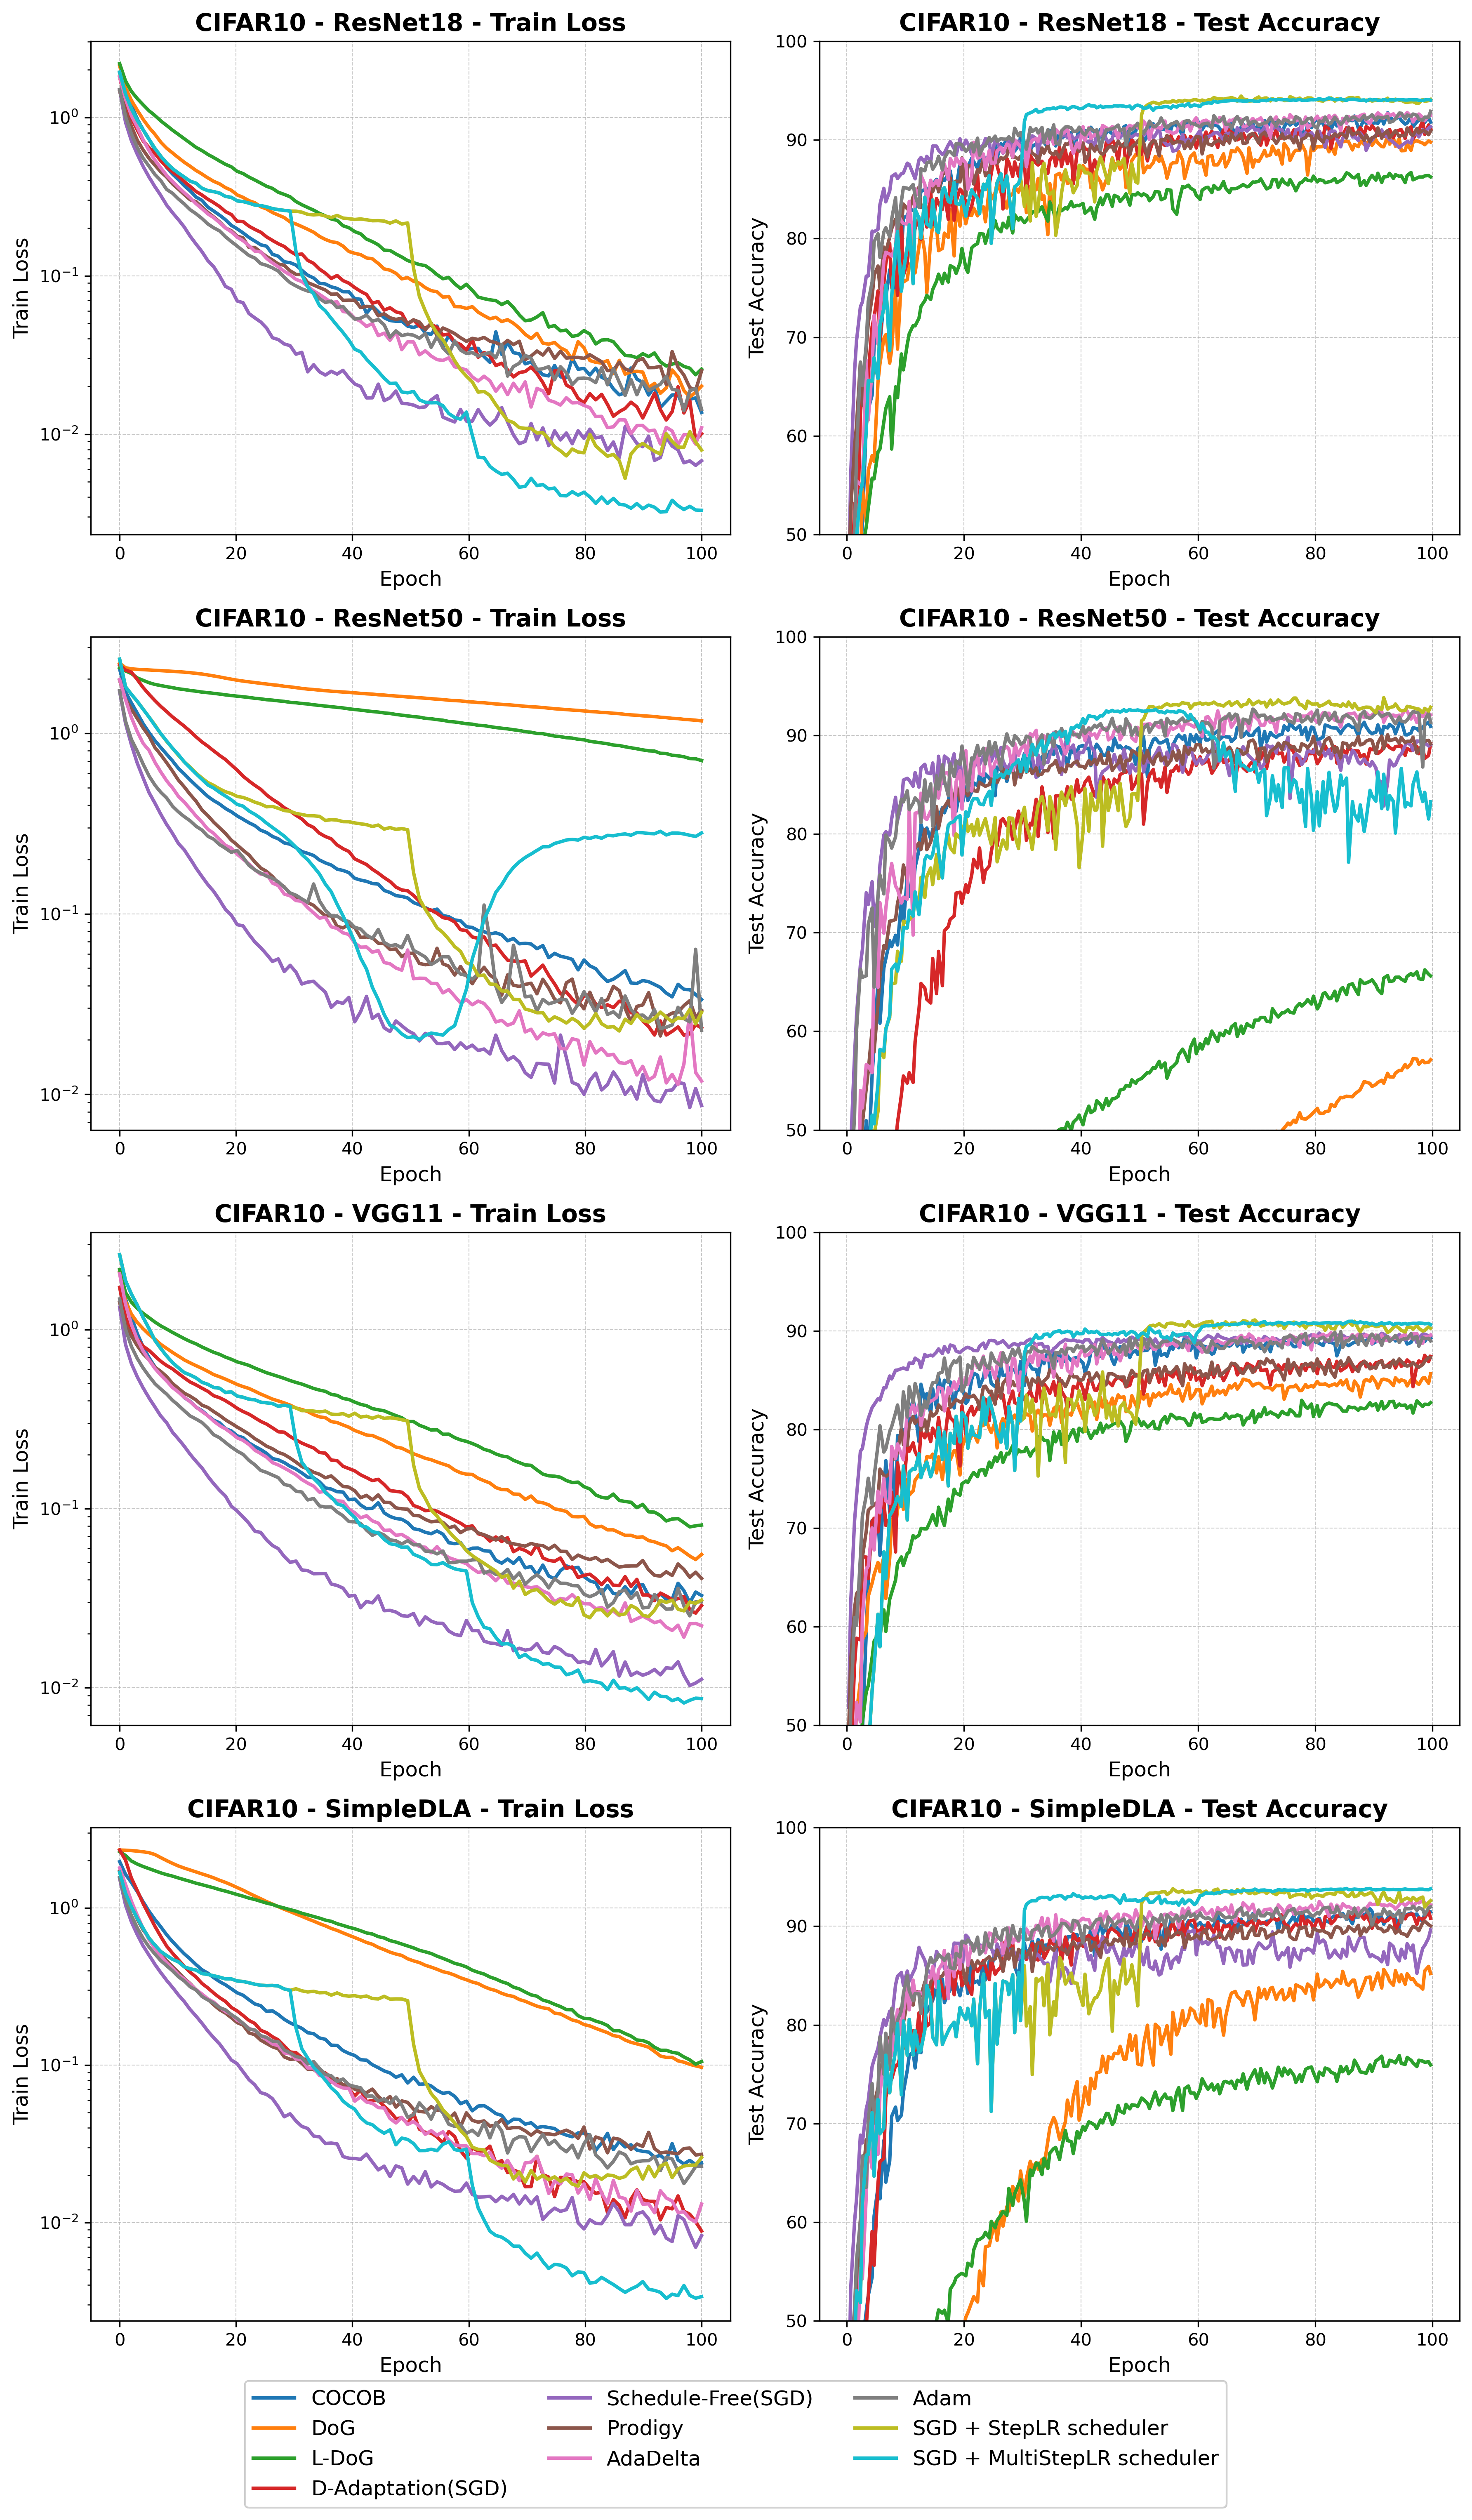 CIFAR10 - ResNet18 - Train Loss
CIFAR10 - ResNet18 - Test Accuracy
Train Loss
10⁰
10⁻¹
10⁻²
0 20 40 60 80 100
Epoch
Test Accuracy
100
90
80
70
60
50
0 20 40 60 80 100
Epoch
CIFAR10 - ResNet50 - Train Loss
CIFAR10 - ResNet50 - Test Accuracy
Train Loss
10⁰
10⁻¹
10⁻²
0 20 40 60 80 100
Epoch
Test Accuracy
100
90
80
70
60
50
0 20 40 60 80 100
Epoch
CIFAR10 - VGG11 - Train Loss
CIFAR10 - VGG11 - Test Accuracy
Train Loss
10⁰
10⁻¹
10⁻²
0 20 40 60 80 100
Epoch
Test Accuracy
100
90
80
70
60
50
0 20 40 60 80 100
Epoch
CIFAR10 - SimpleDLA - Train Loss
CIFAR10 - SimpleDLA - Test Accuracy
Train Loss
10⁰
10⁻¹
10⁻²
0 20 40 60 80 100
Epoch
Test Accuracy
100
90
80
70
60
50
0 20 40 60 80 100
Epoch
COCOB
DoG
L-DoG
D-Adaptation(SGD)
Schedule-Free(SGD)
Prodigy
AdaDelta
Adam
SGD + StepLR scheduler
SGD + MultiStepLR scheduler